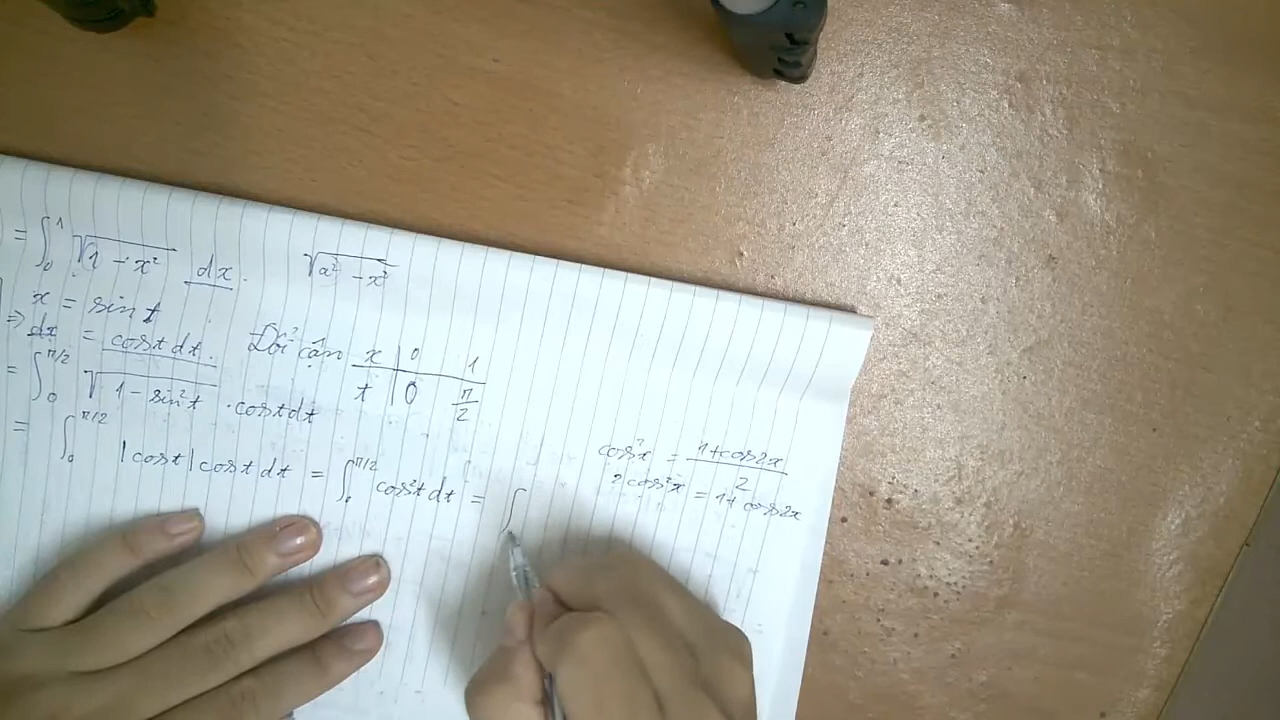 = ∫₀¹ √(1 - x²) dx. √(a² - x²)
x = sin t
⇒ dx = cos t dt. Đổi cận x | 0 1
t | 0 π/2
= ∫₀^(π/2) √(1 - sin²t) . cos t dt
= ∫₀^(π/2) |cos t| cos t dt = ∫₀^(π/2) cos²t dt = ∫
cos²x = (1 + cos2x)/2
2cos²x = 1 + cos2x